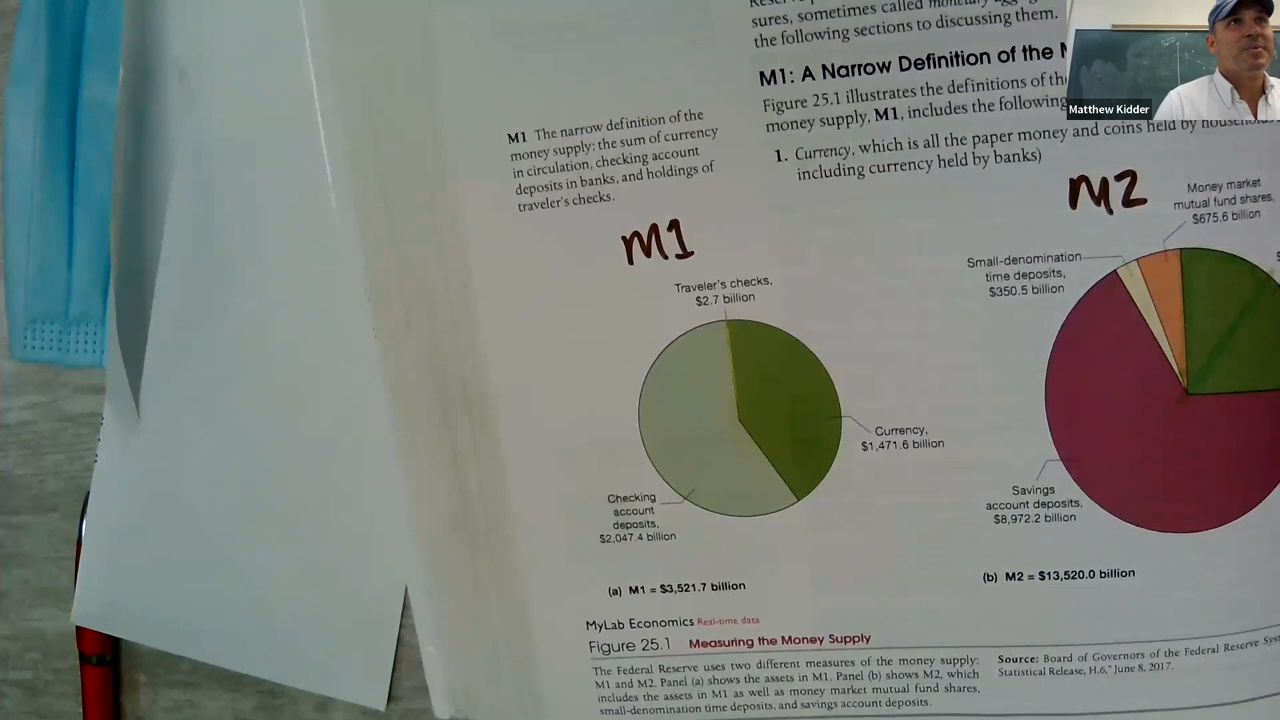 sures, sometimes called monetary
the following sections to discussing them.
M1: A Narrow Definition of the
Figure 25.1 illustrates the definitions of
money supply, M1, includes the following
1. Currency, which is all the paper money and coins held by
including currency held by banks)
M1 The narrow definition of the
money supply: the sum of currency
in circulation, checking account
deposits in banks, and holdings of
traveler's checks.
M1
Traveler's checks,
$2.7 billion
Currency,
$1,471.6 billion
Checking
account
deposits,
$2,047.4 billion
(a) M1 = $3,521.7 billion
M2
Money market
mutual fund shares,
$675.6 billion
Small-denomination
time deposits,
$350.5 billion
Savings
account deposits,
$8,972.2 billion
(b) M2 = $13,520.0 billion
MyLab Economics Real-time data
Figure 25.1 Measuring the Money Supply
The Federal Reserve uses two different measures of the money supply:
M1 and M2. Panel (a) shows the assets in M1. Panel (b) shows M2, which
includes the assets in M1 as well as money market mutual fund shares,
small-denomination time deposits, and savings account deposits.
Source: Board of Governors of the Federal Reserve
Statistical Release, H.6," June 8, 2017.
Matthew Kidder